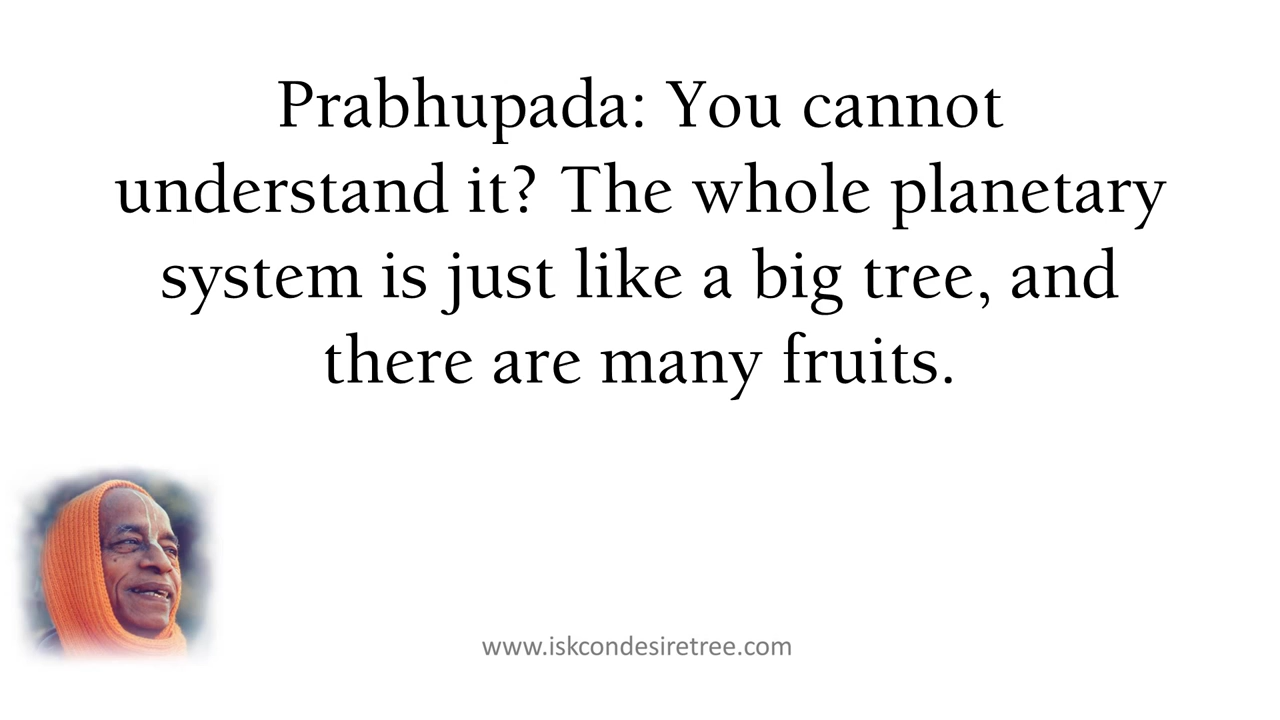 Prabhupada: You cannot
understand it? The whole planetary
system is just like a big tree, and
there are many fruits.
www.iskcondesiretree.com